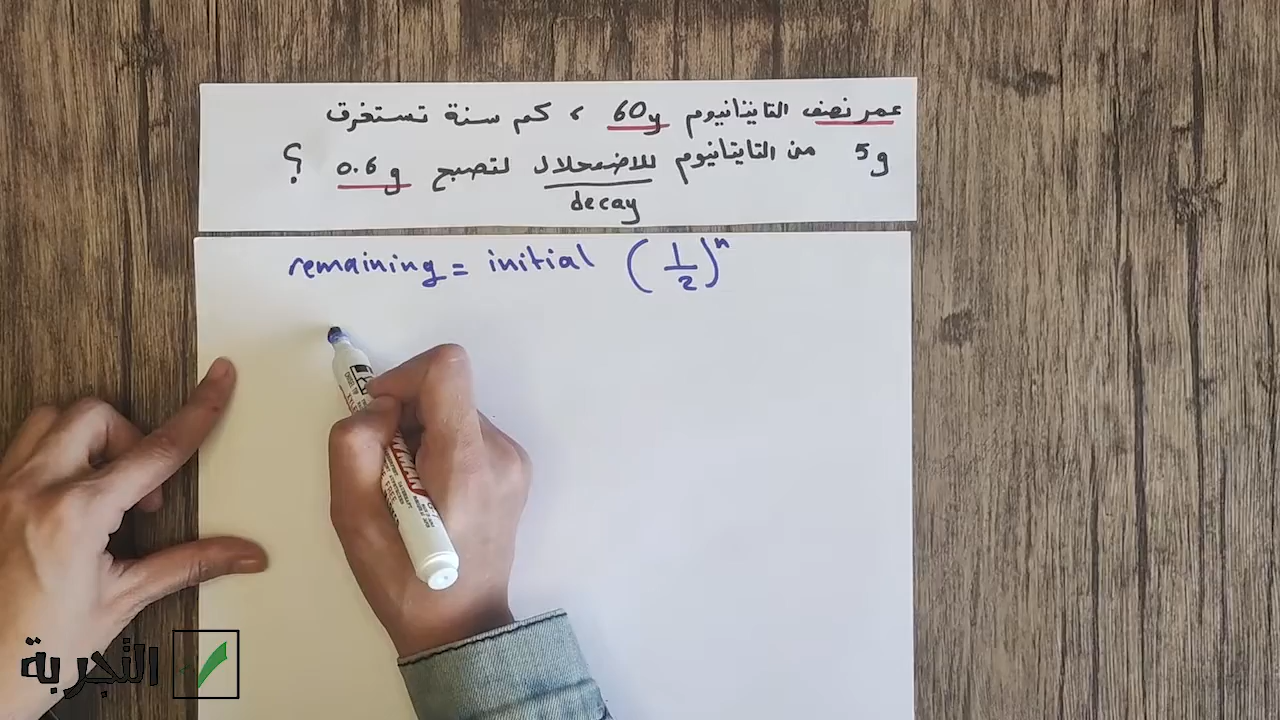 عمر نصف التايتانيوم 60y ، كم سنة تستغرق
5g من التايتانيوم للاضمحلال لتصبح 0.6g ؟
decay
remaining = initial (1/2)^n
التجربة